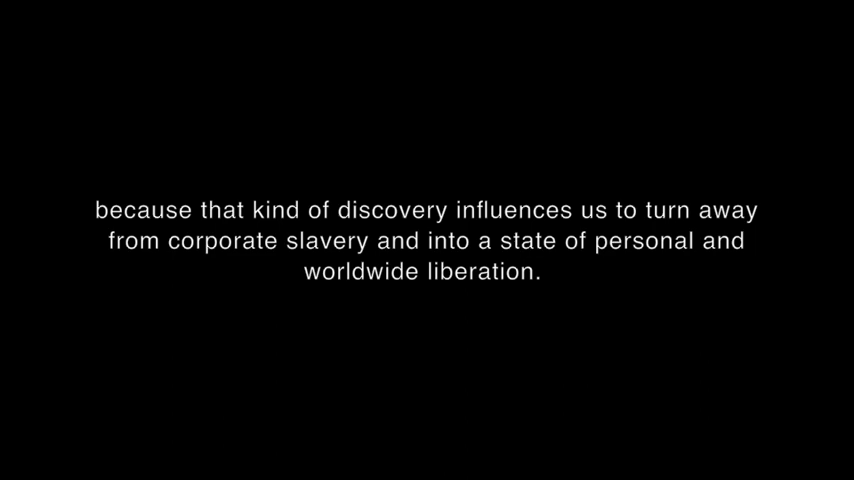 because that kind of discovery influences us to turn away
from corporate slavery and into a state of personal and
worldwide liberation.